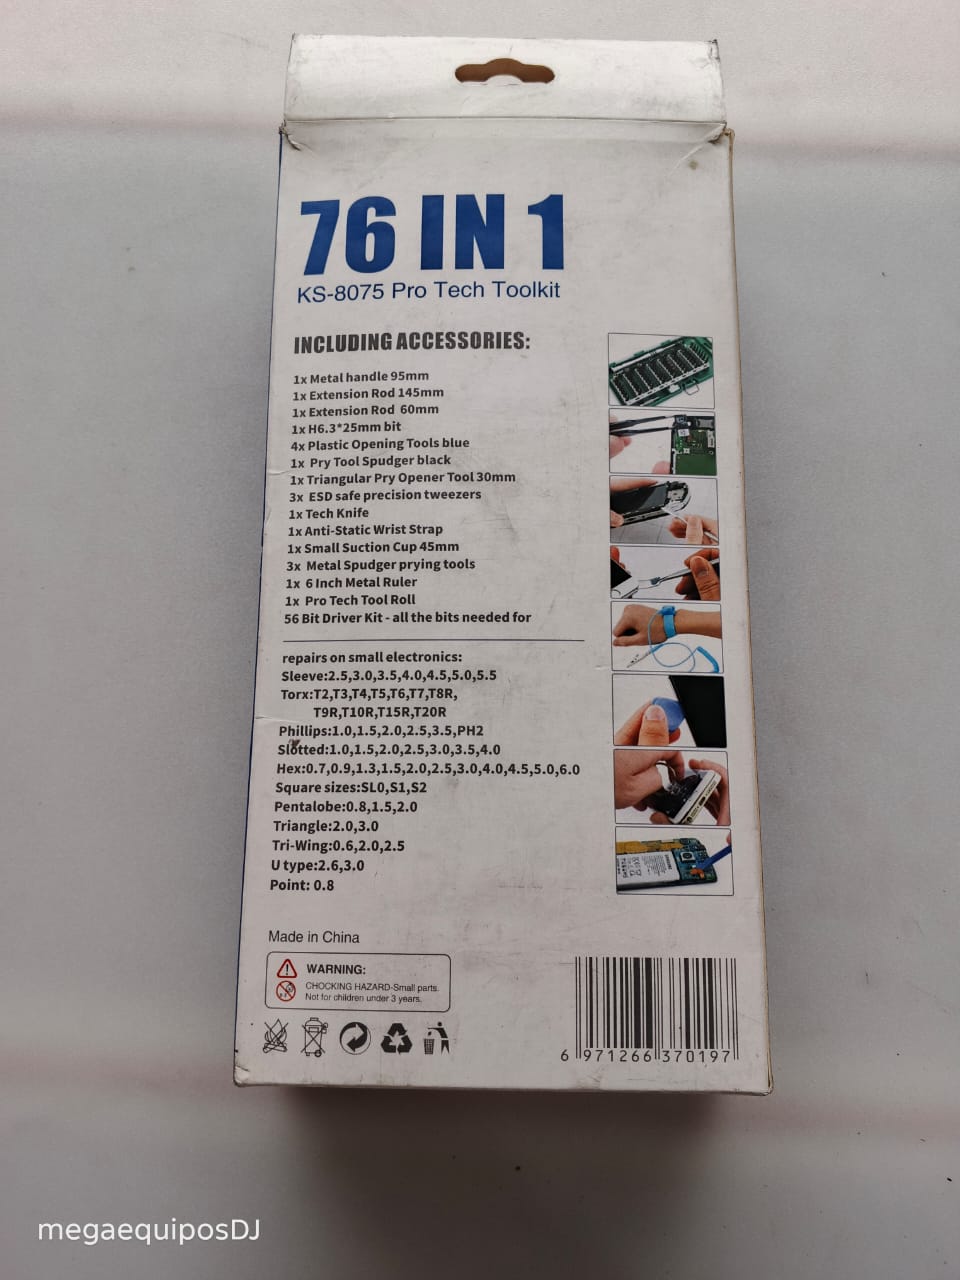 76 IN 1
KS-8075 Pro Tech Toolkit
INCLUDING ACCESSORIES:
1x Metal handle 95mm
1x Extension Rod 145mm
1x Extension Rod 60mm
1x H6.3*25mm bit
4x Plastic Opening Tools blue
1x Pry Tool Spudger black
1x Triangular Pry Opener Tool 30mm
3x ESD safe precision tweezers
1x Tech Knife
1x Anti-Static Wrist Strap
1x Small Suction Cup 45mm
3x Metal Spudger prying tools
1x 6 Inch Metal Ruler
1x Pro Tech Tool Roll
56 Bit Driver Kit - all the bits needed for
repairs on small electronics:
Sleeve:2.5,3.0,3.5,4.0,4.5,5.0,5.5
Torx:T2,T3,T4,T5,T6,T7,T8R,
T9R,T10R,T15R,T20R
Phillips:1.0,1.5,2.0,2.5,3.5,PH2
Slotted:1.0,1.5,2.0,2.5,3.0,3.5,4.0
Hex:0.7,0.9,1.3,1.5,2.0,2.5,3.0,4.0,4.5,5.0,6.0
Square sizes:SL0,S1,S2
Pentalobe:0.8,1.5,2.0
Triangle:2.0,3.0
Tri-Wing:0.6,2.0,2.5
U type:2.6,3.0
Point: 0.8
Made in China
WARNING:
CHOCKING HAZARD-Small parts.
Not for children under 3 years.
6 971266 370197
megaequiposDJ